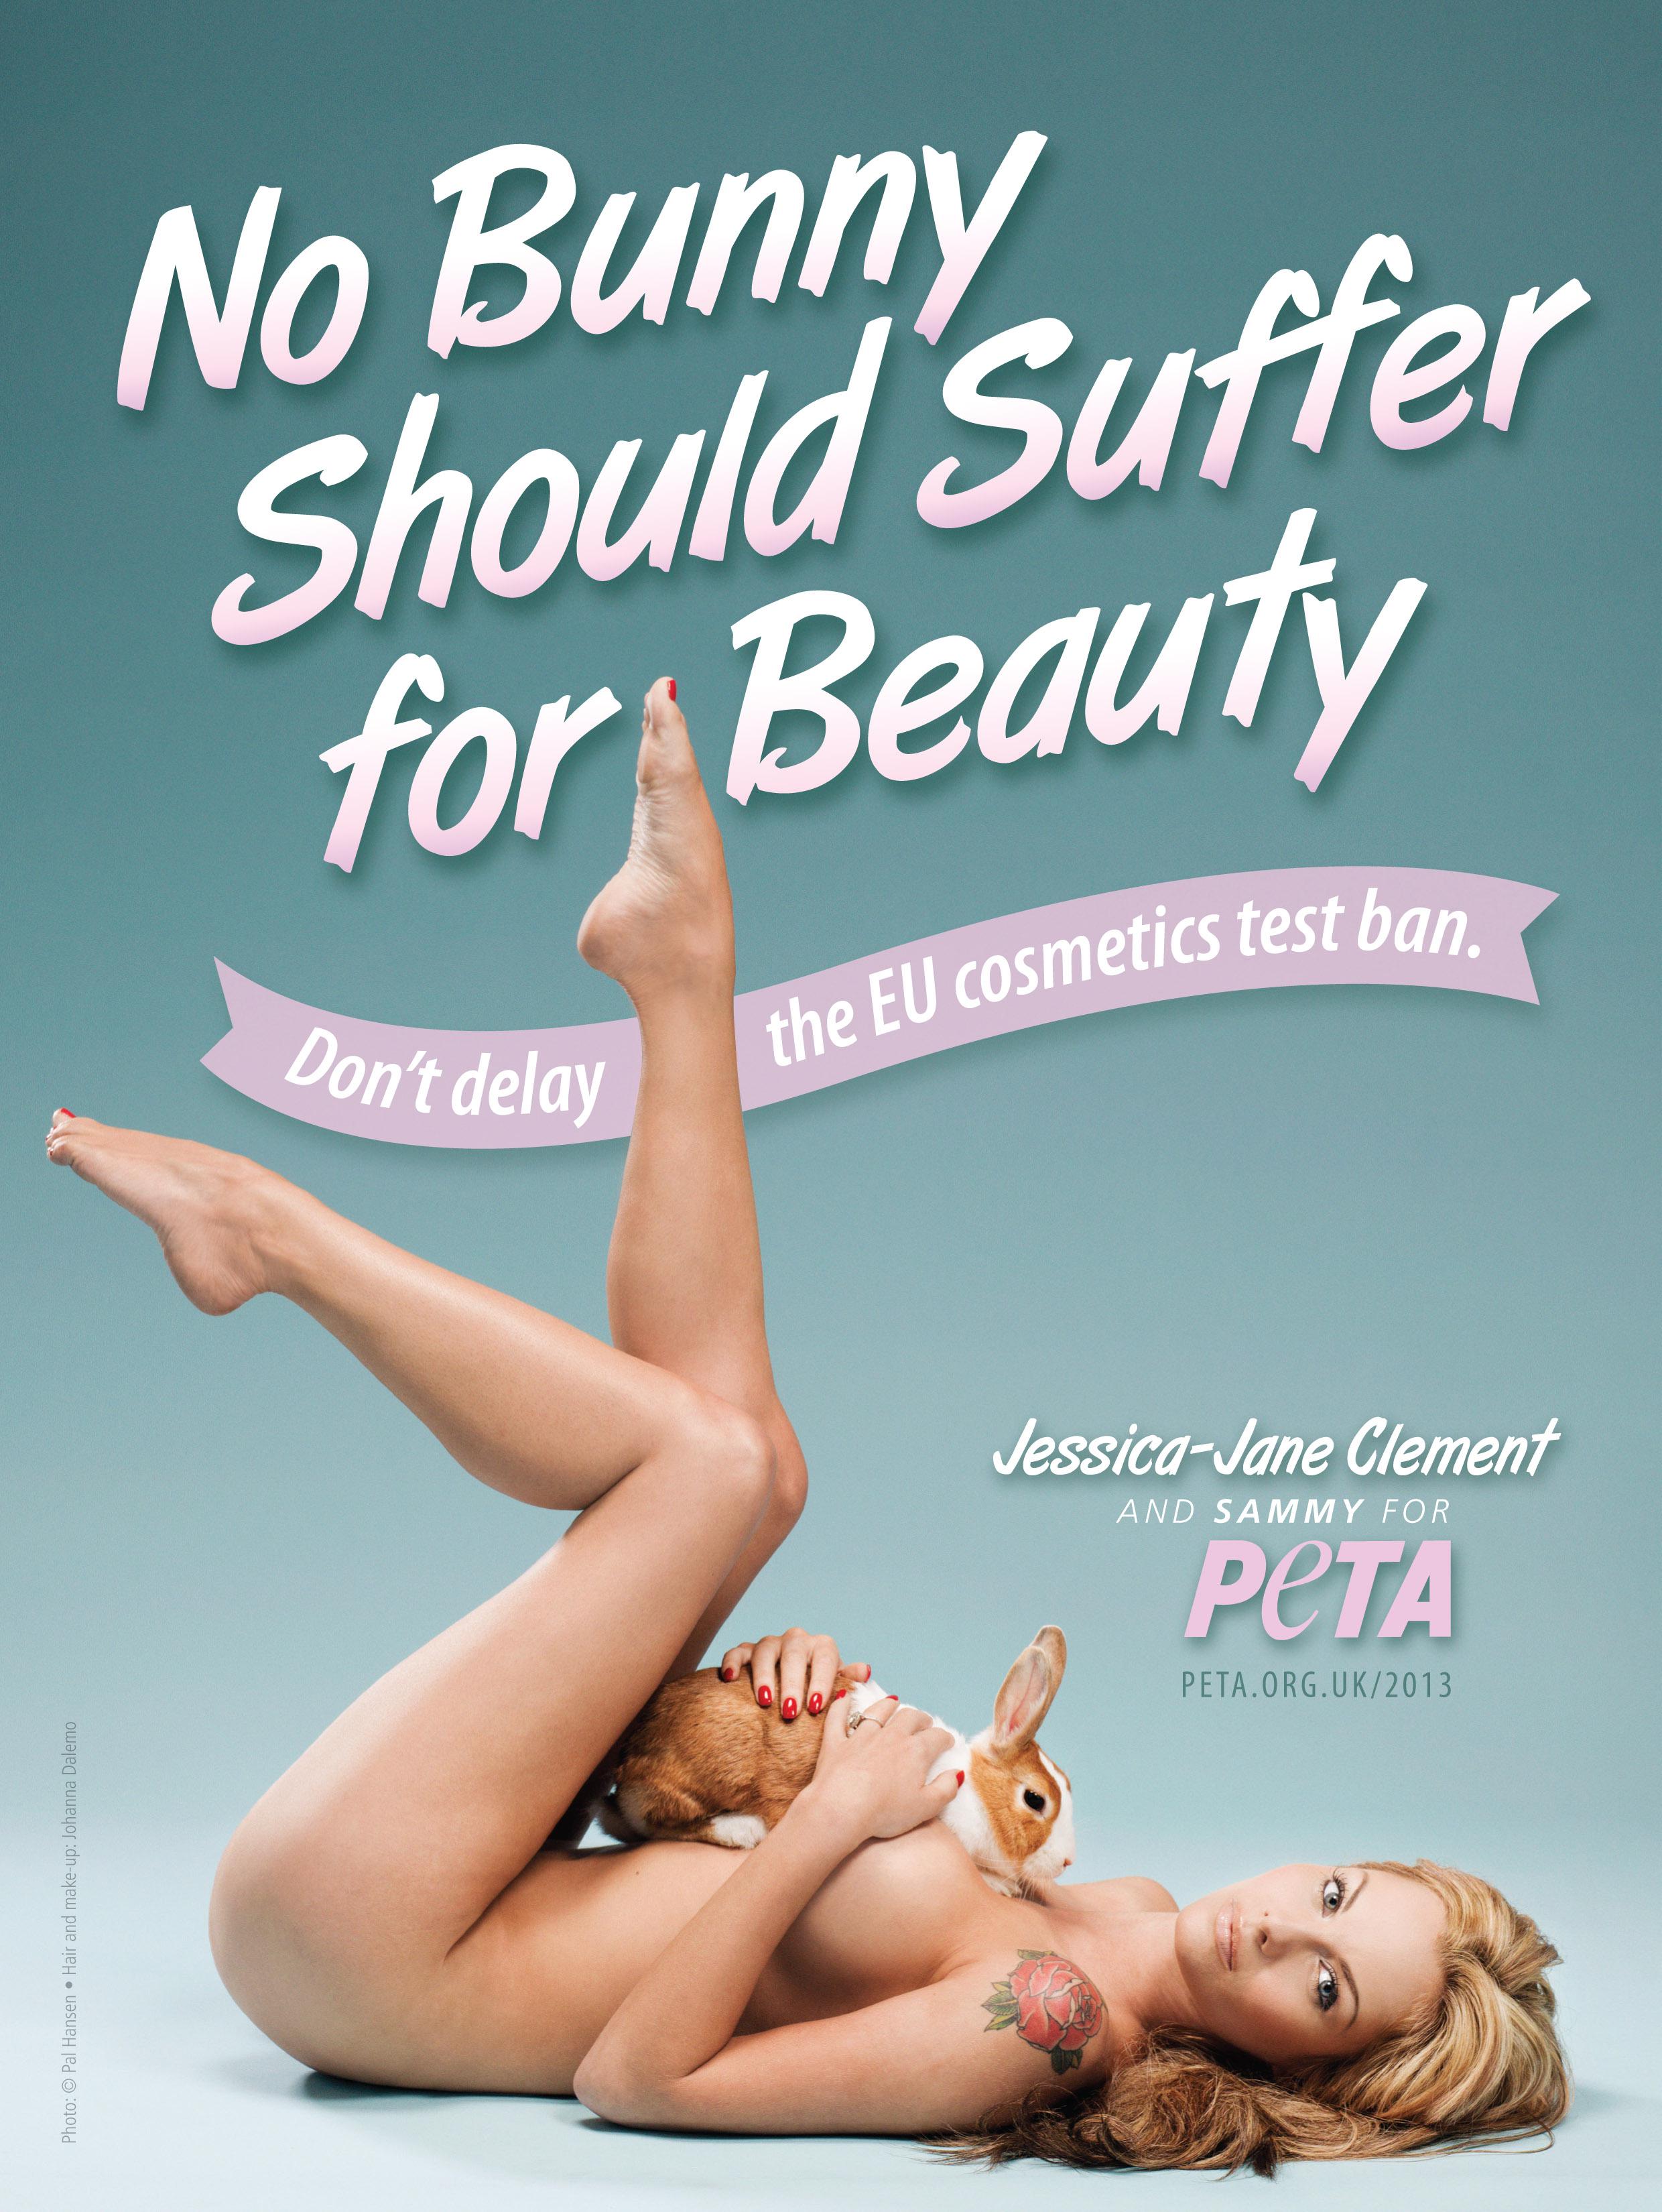 No Bunny
Should Suffer
for Beauty
Don't delay the EU cosmetics test ban.
Jessica-Jane Clement
AND SAMMY FOR
PeTA
PETA.ORG.UK/2013
Photo: © Pal Hansen • Hair and make-up: Johanna Dalemo